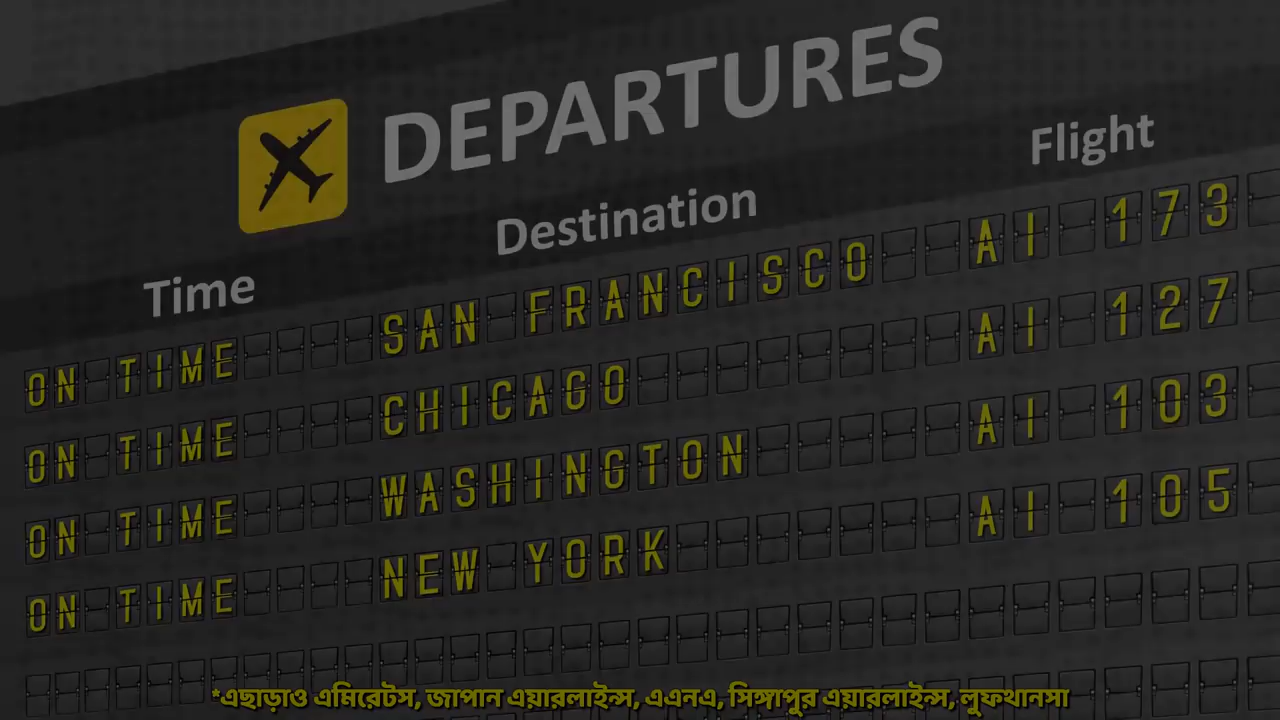 DEPARTURES
Time Destination Flight
ON TIME SAN FRANCISCO AI 173
ON TIME CHICAGO AI 127
ON TIME WASHINGTON AI 103
ON TIME NEW YORK AI 105
*এছাড়াও এমিরেটস, জাপান এয়ারলাইন্স, এএনএ, সিঙ্গাপুর এয়ারলাইন্স, লুফথানসা